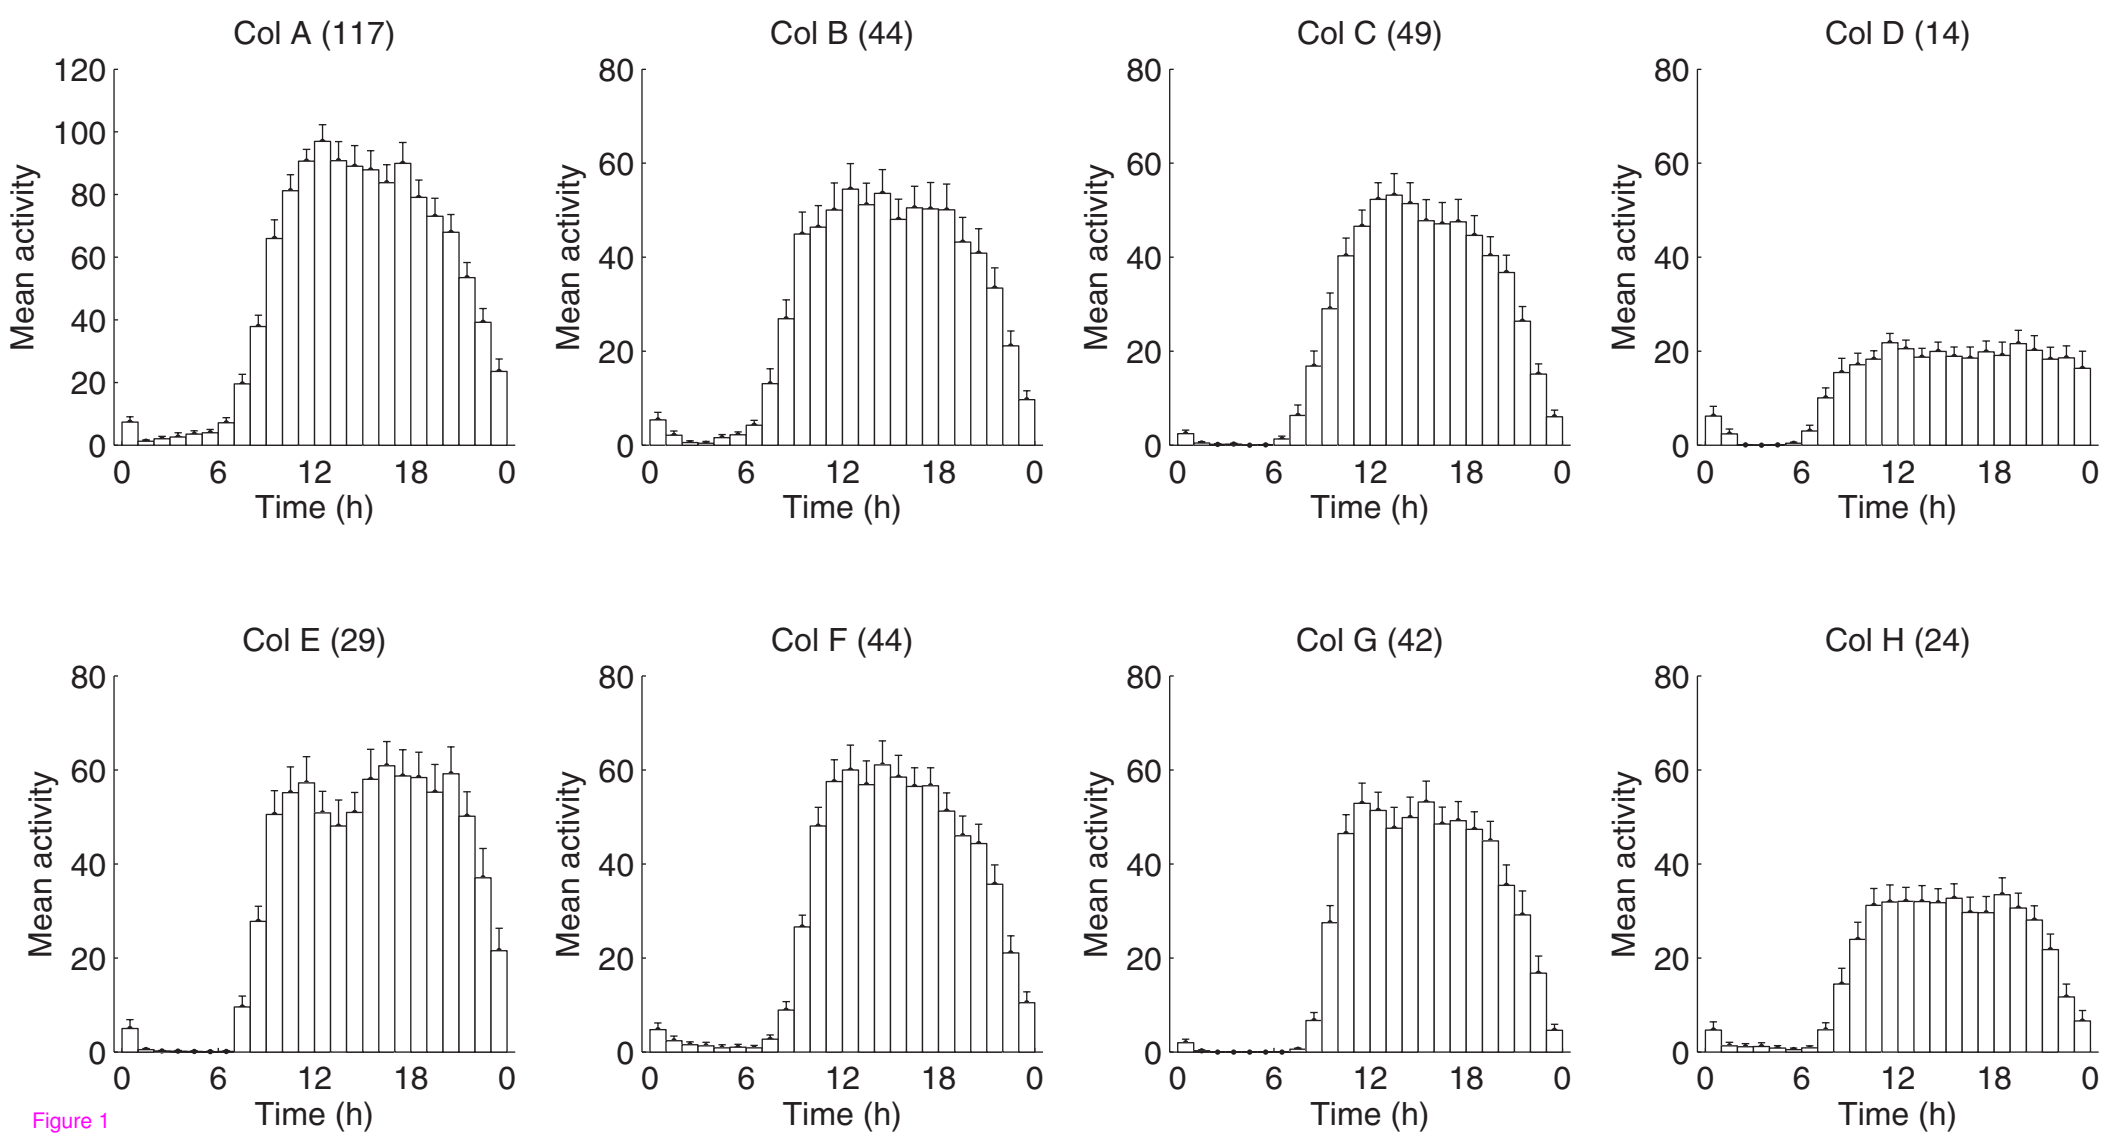 Col A (117)
Mean activity
120
100
80
60
40
20
0
0 6 12 18 0
Time (h)
Col B (44)
Mean activity
80
60
40
20
0
0 6 12 18 0
Time (h)
Col C (49)
Mean activity
80
60
40
20
0
0 6 12 18 0
Time (h)
Col D (14)
Mean activity
80
60
40
20
0
0 6 12 18 0
Time (h)
Col E (29)
Mean activity
80
60
40
20
0
0 6 12 18 0
Time (h)
Col F (44)
Mean activity
80
60
40
20
0
0 6 12 18 0
Time (h)
Col G (42)
Mean activity
80
60
40
20
0
0 6 12 18 0
Time (h)
Col H (24)
Mean activity
80
60
40
20
0
0 6 12 18 0
Time (h)
Figure 1